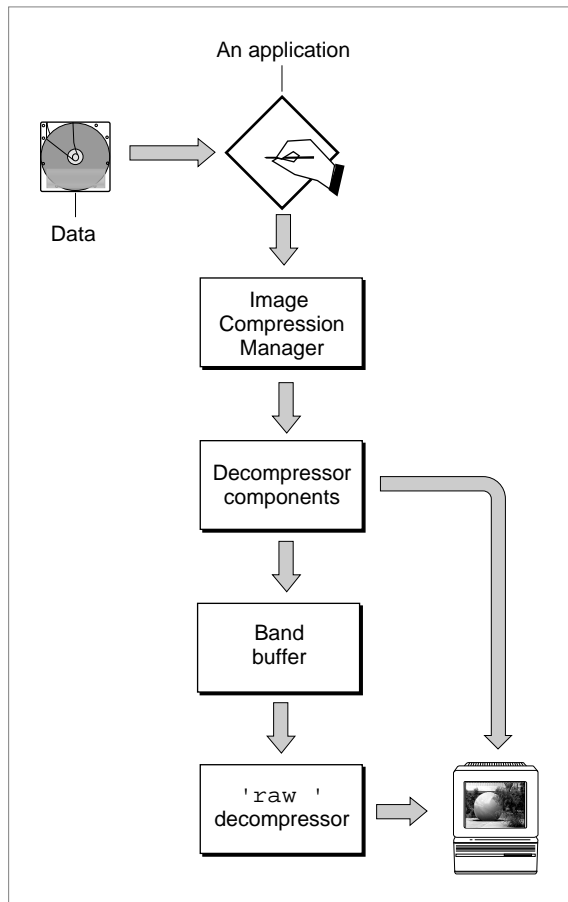 An application
Data
Image
Compression
Manager
Decompressor
components
Band
buffer
'raw '
decompressor